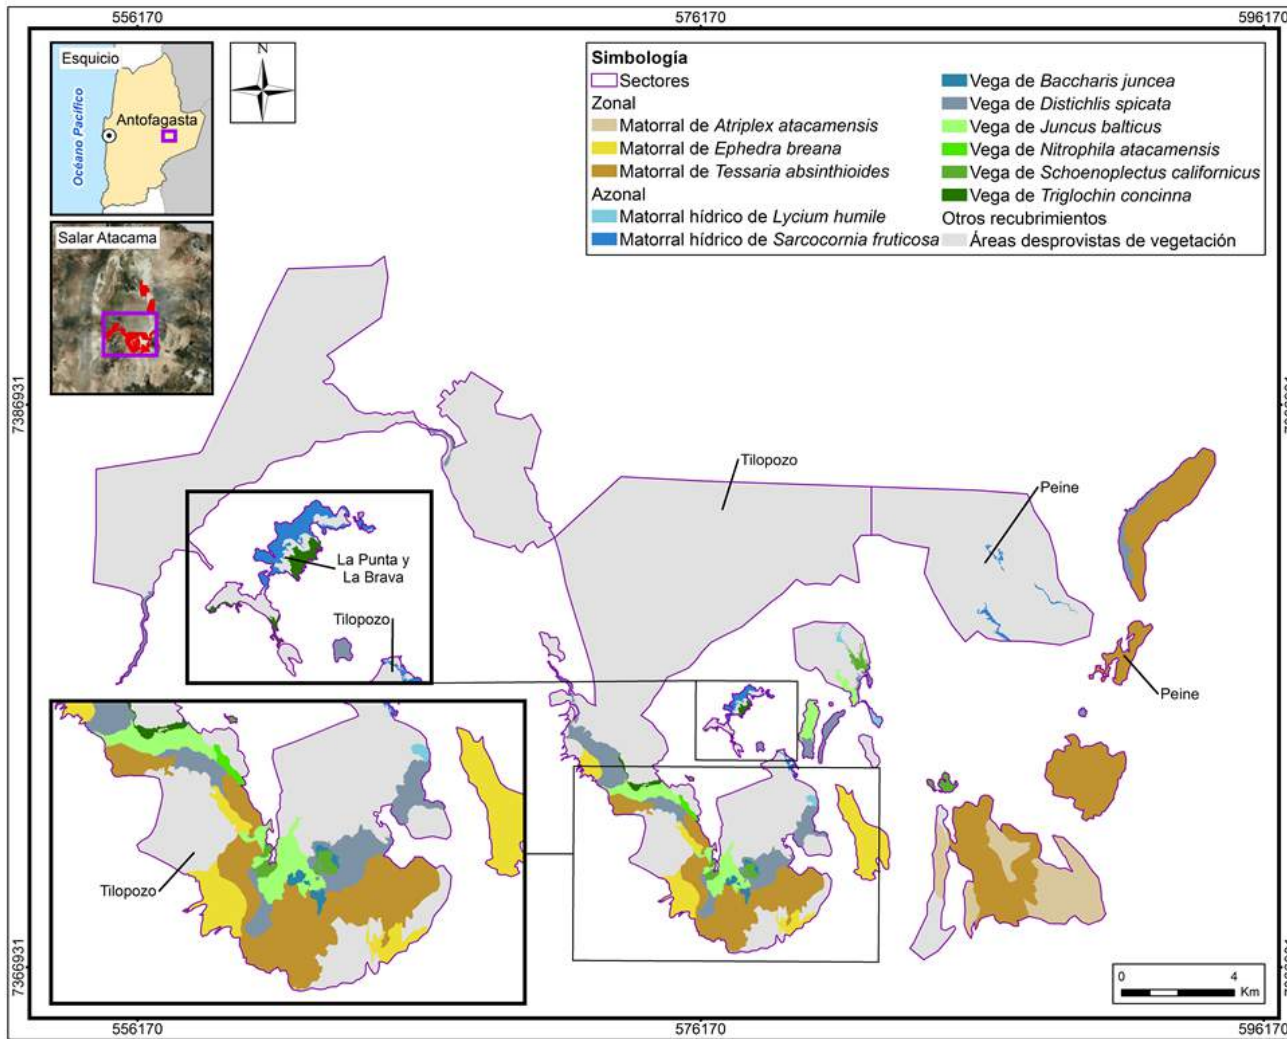 556170
576170
596170
Esquicio
Océano Pacífico
Antofagasta
N
Salar Atacama
Simbología
Sectores
Zonal
Matorral de Atriplex atacamensis
Matorral de Ephedra breana
Matorral de Tessaria absinthioides
Azonal
Matorral hídrico de Lycium humile
Matorral hídrico de Sarcocornia fruticosa
Vega de Baccharis juncea
Vega de Distichlis spicata
Vega de Juncus balticus
Vega de Nitrophila atacamensis
Vega de Schoenoplectus californicus
Vega de Triglochin concinna
Otros recubrimientos
Áreas desprovistas de vegetación
7386931
Tilopozo
Peine
La Punta y
La Brava
Tilopozo
Peine
Tilopozo
7366931
0 4
Km
556170
576170
596170